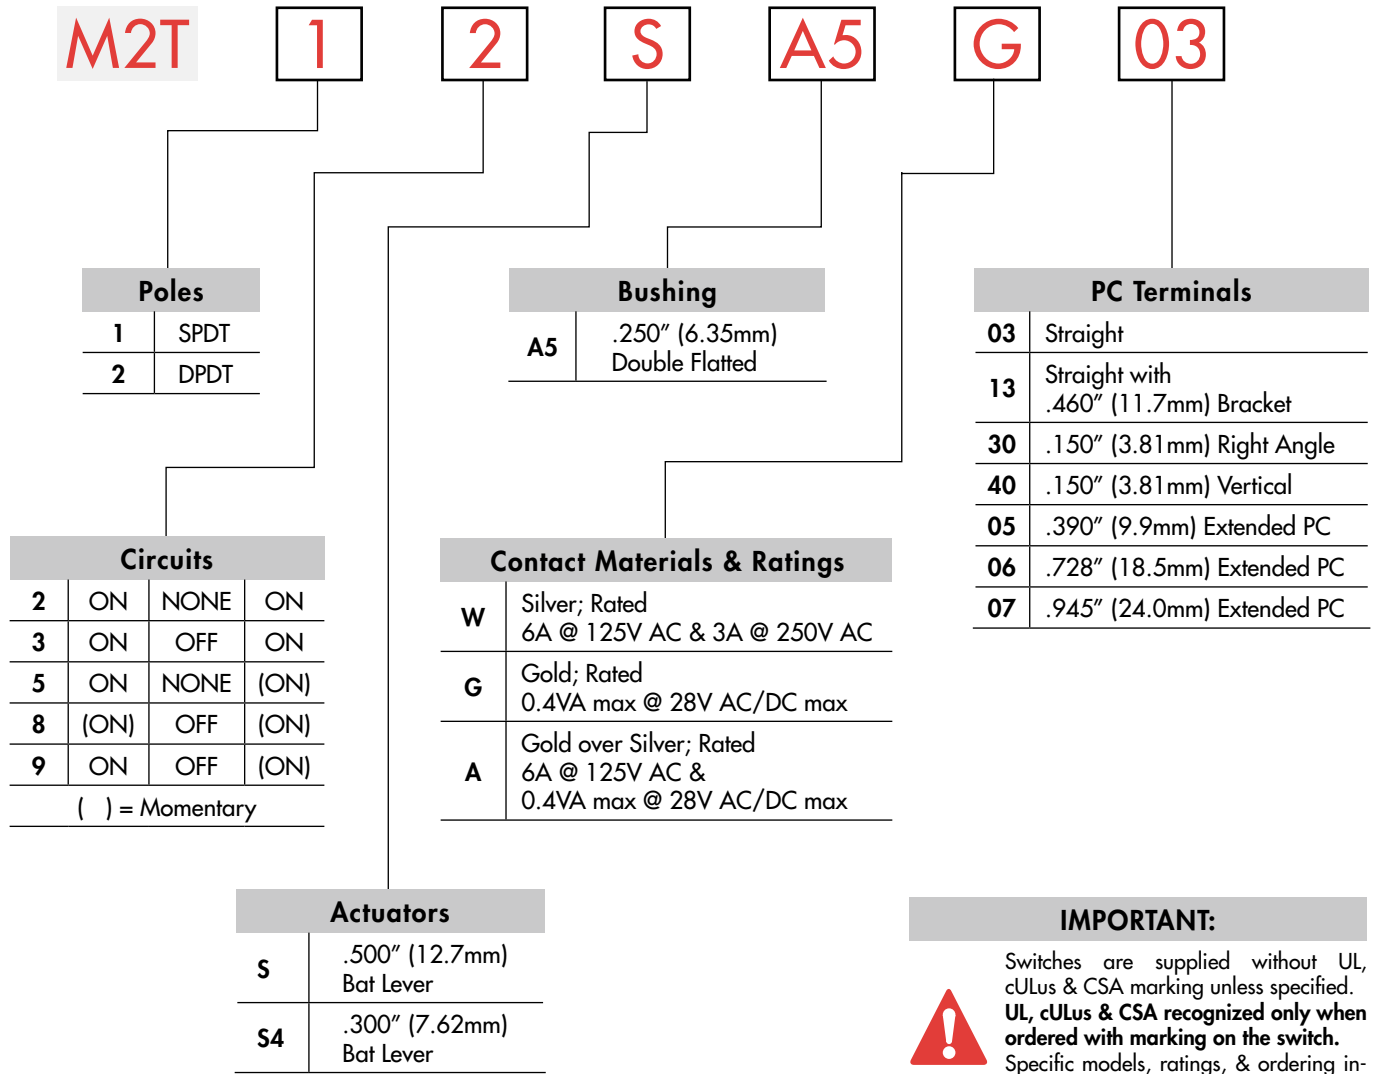 M2T 1 2 S A5 G 03
Poles
1 SPDT
2 DPDT
Bushing
A5 .250″ (6.35mm)
Double Flatted
PC Terminals
03 Straight
13 Straight with
.460″ (11.7mm) Bracket
30 .150″ (3.81mm) Right Angle
40 .150″ (3.81mm) Vertical
05 .390″ (9.9mm) Extended PC
06 .728″ (18.5mm) Extended PC
07 .945″ (24.0mm) Extended PC
Circuits
2 ON NONE ON
3 ON OFF ON
5 ON NONE (ON)
8 (ON) OFF (ON)
9 ON OFF (ON)
( ) = Momentary
Contact Materials & Ratings
W Silver; Rated
6A @ 125V AC & 3A @ 250V AC
G Gold; Rated
0.4VA max @ 28V AC/DC max
A Gold over Silver; Rated
6A @ 125V AC &
0.4VA max @ 28V AC/DC max
Actuators
S .500″ (12.7mm)
Bat Lever
S4 .300″ (7.62mm)
Bat Lever
IMPORTANT:
Switches are supplied without UL,
cULus & CSA marking unless specified.
UL, cULus & CSA recognized only when
ordered with marking on the switch.
Specific models, ratings, & ordering in-